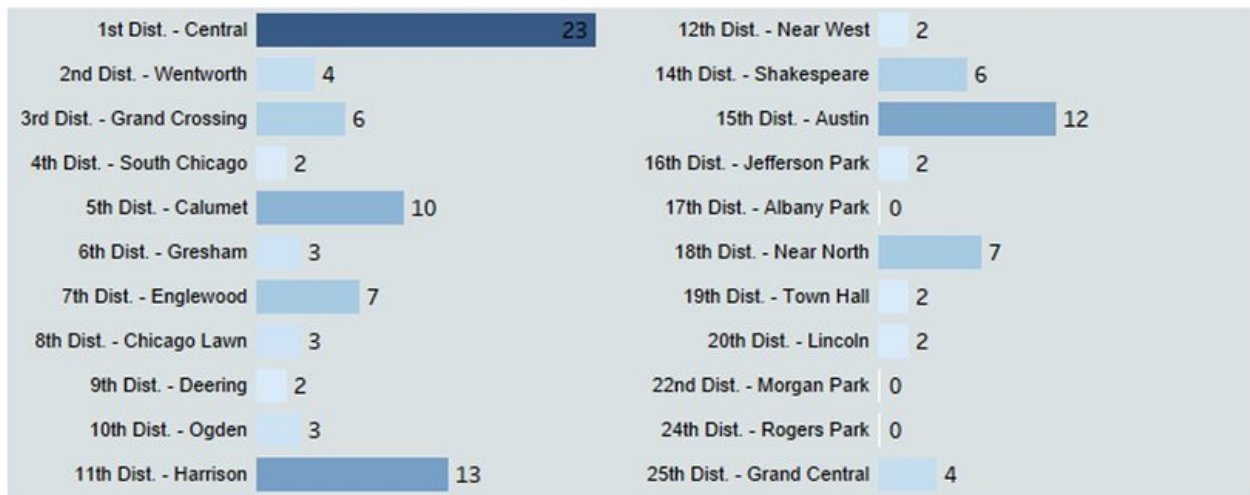 1st Dist. - Central 23
2nd Dist. - Wentworth 4
3rd Dist. - Grand Crossing 6
4th Dist. - South Chicago 2
5th Dist. - Calumet 10
6th Dist. - Gresham 3
7th Dist. - Englewood 7
8th Dist. - Chicago Lawn 3
9th Dist. - Deering 2
10th Dist. - Ogden 3
11th Dist. - Harrison 13
12th Dist. - Near West 2
14th Dist. - Shakespeare 6
15th Dist. - Austin 12
16th Dist. - Jefferson Park 2
17th Dist. - Albany Park 0
18th Dist. - Near North 7
19th Dist. - Town Hall 2
20th Dist. - Lincoln 2
22nd Dist. - Morgan Park 0
24th Dist. - Rogers Park 0
25th Dist. - Grand Central 4